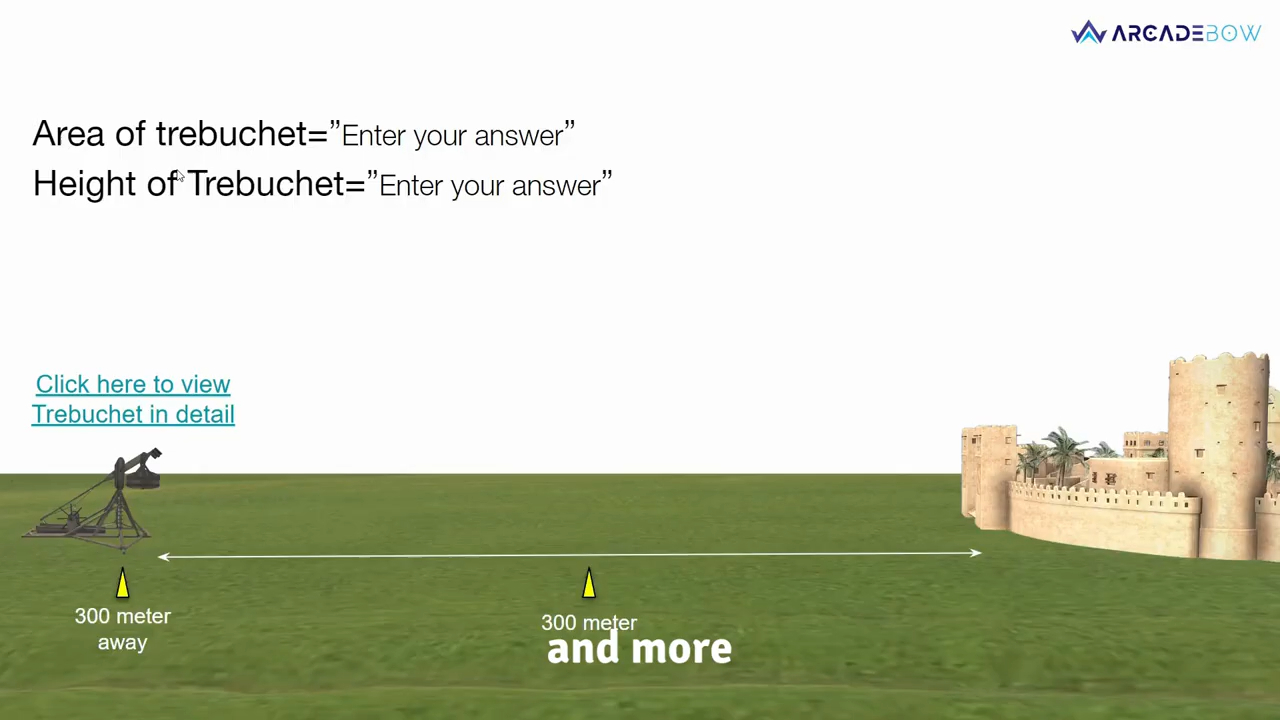 ARCADEBOW
Area of trebuchet=”Enter your answer”
Height of Trebuchet=”Enter your answer”
Click here to view
Trebuchet in detail
300 meter
away
300 meter
and more